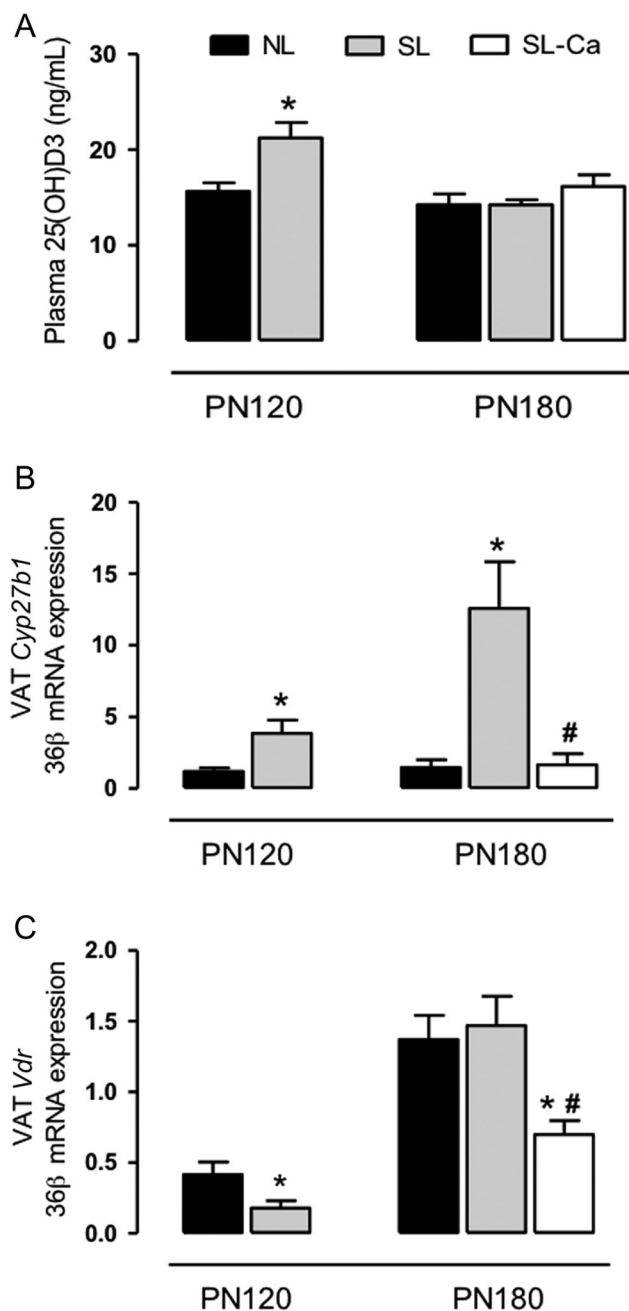 A
NL SL SL-Ca
Plasma 25(OH)D3 (ng/mL)
30
20
10
0
*
PN120 PN180
B
VAT Cyp27b1
36β mRNA expression
20
15
10
5
0
*
*
#
PN120 PN180
C
VAT Vdr
36β mRNA expression
2.0
1.5
1.0
0.5
0.0
*
* #
PN120 PN180